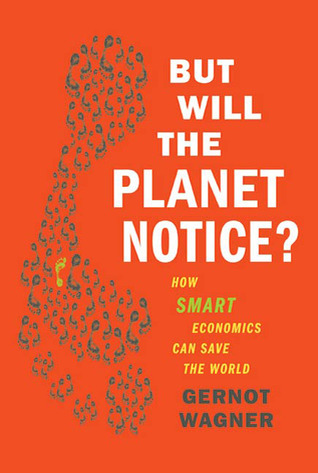 BUT
WILL
THE
PLANET
NOTICE?
HOW
SMART
ECONOMICS
CAN SAVE
THE WORLD
GERNOT
WAGNER